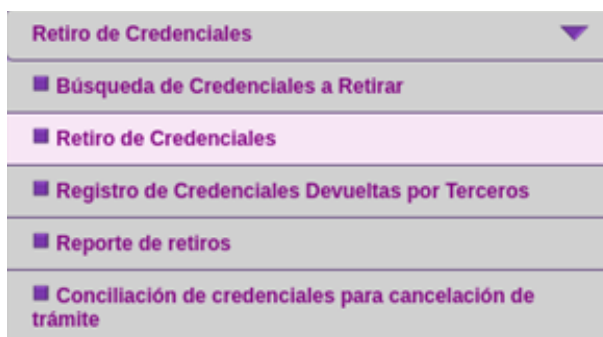 Retiro de Credenciales
Búsqueda de Credenciales a Retirar
Retiro de Credenciales
Registro de Credenciales Devueltas por Terceros
Reporte de retiros
Conciliación de credenciales para cancelación de
trámite